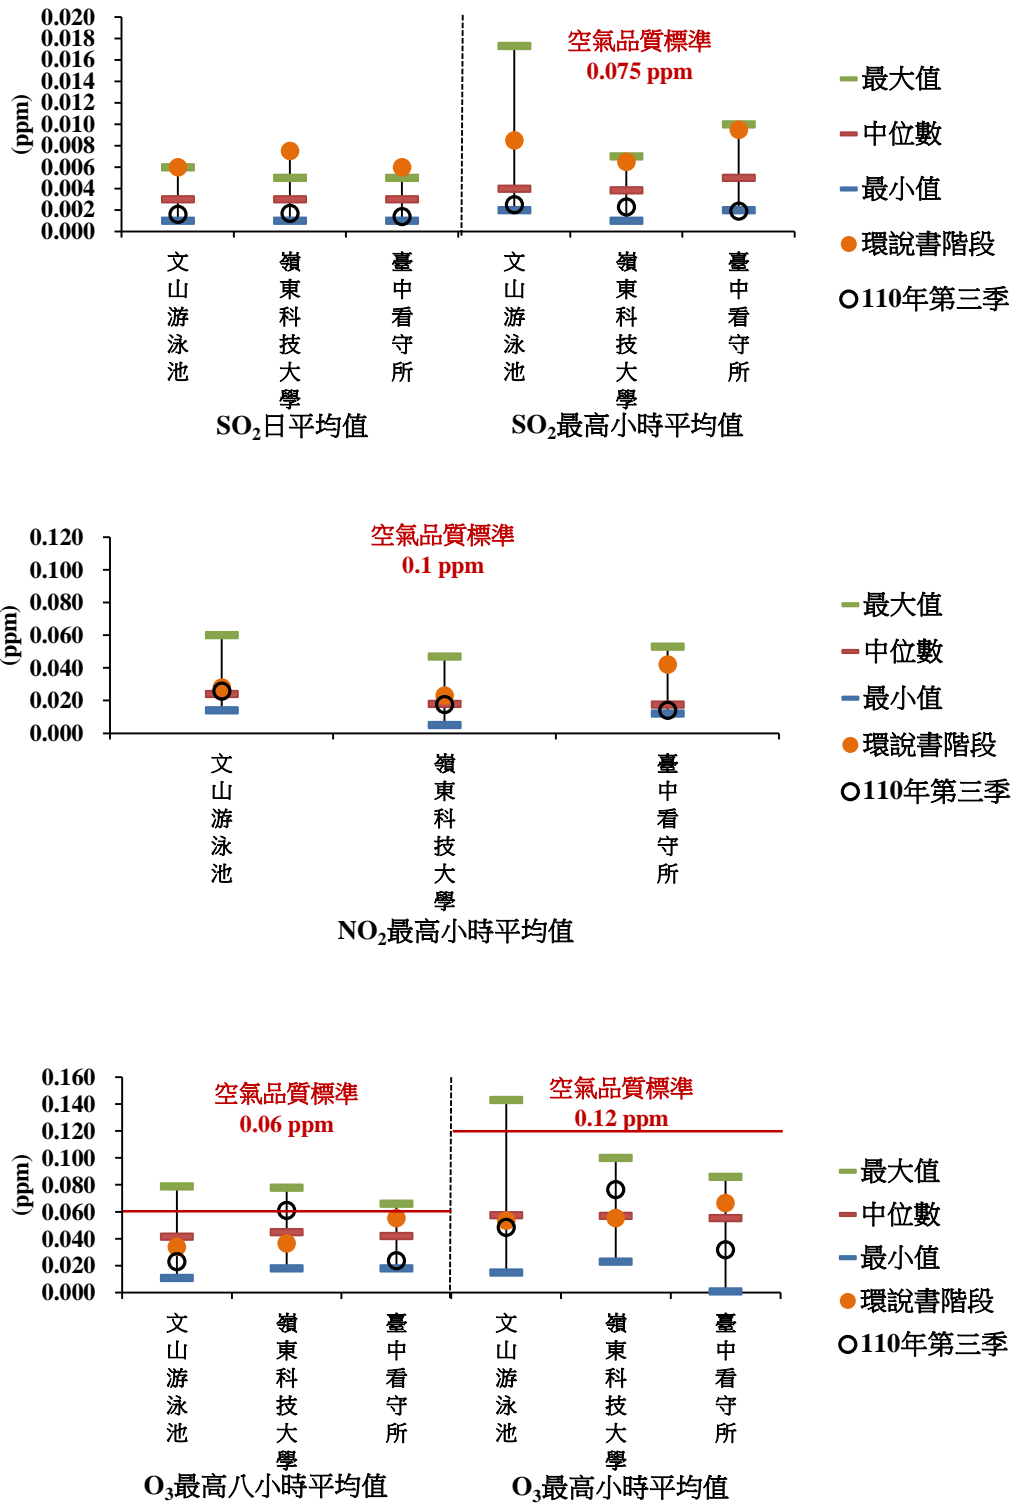 0.020
0.018
0.016
0.014
0.012
0.010
0.008
0.006
0.004
0.002
0.000
(ppm)
空氣品質標準
0.075 ppm
最大值
中位數
最小值
環說書階段
110年第三季
文山游泳池
嶺東科技大學
臺中看守所
文山游泳池
嶺東科技大學
臺中看守所
SO₂日平均值
SO₂最高小時平均值
0.120
0.100
0.080
0.060
0.040
0.020
0.000
(ppm)
空氣品質標準
0.1 ppm
最大值
中位數
最小值
環說書階段
110年第三季
文山游泳池
嶺東科技大學
臺中看守所
NO₂最高小時平均值
0.160
0.140
0.120
0.100
0.080
0.060
0.040
0.020
0.000
(ppm)
空氣品質標準
0.06 ppm
空氣品質標準
0.12 ppm
最大值
中位數
最小值
環說書階段
110年第三季
文山游泳池
嶺東科技大學
臺中看守所
文山游泳池
嶺東科技大學
臺中看守所
O₃最高八小時平均值
O₃最高小時平均值